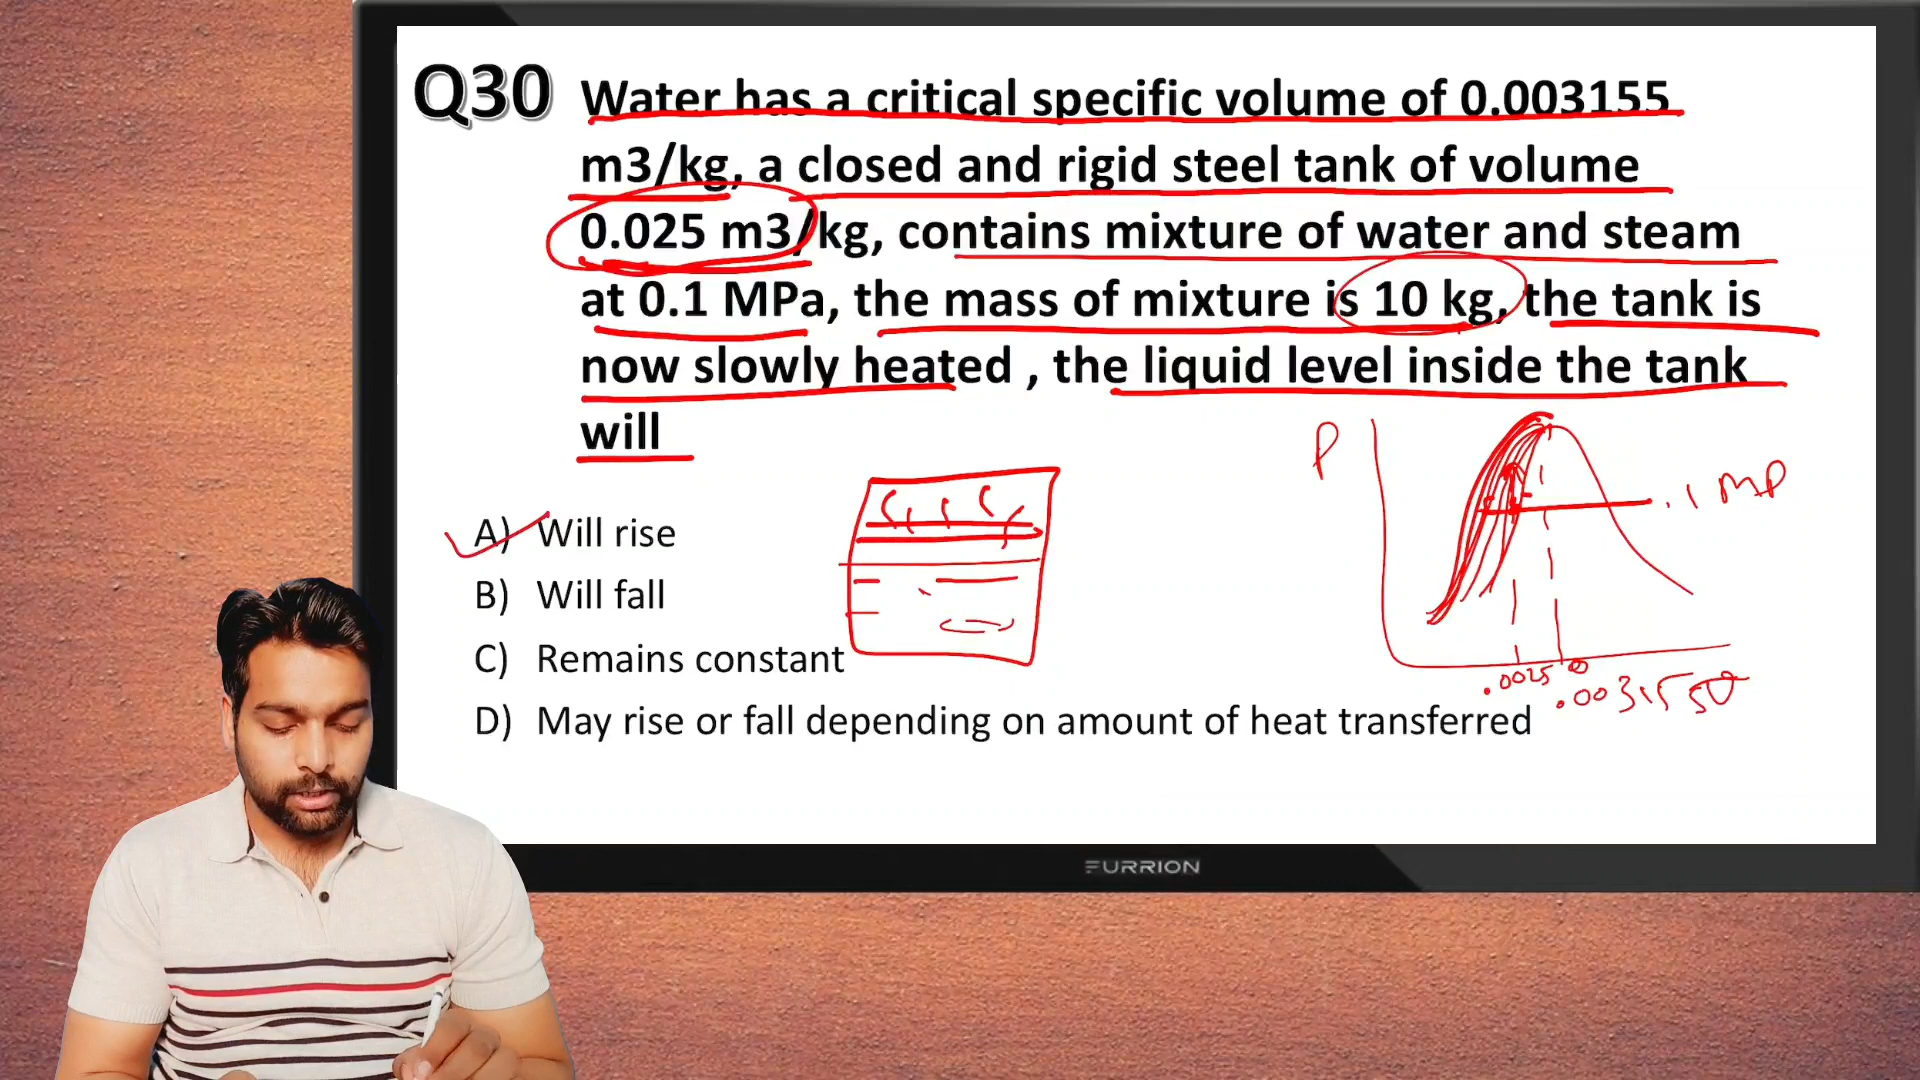 Q30 Water has a critical specific volume of 0.003155
m3/kg, a closed and rigid steel tank of volume
0.025 m3/kg, contains mixture of water and steam
at 0.1 MPa, the mass of mixture is 10 kg, the tank is
now slowly heated , the liquid level inside the tank
will
P
.1 MP
A) Will rise
B) Will fall
C) Remains constant
.0025
.003155
D) May rise or fall depending on amount of heat transferred
FURRION